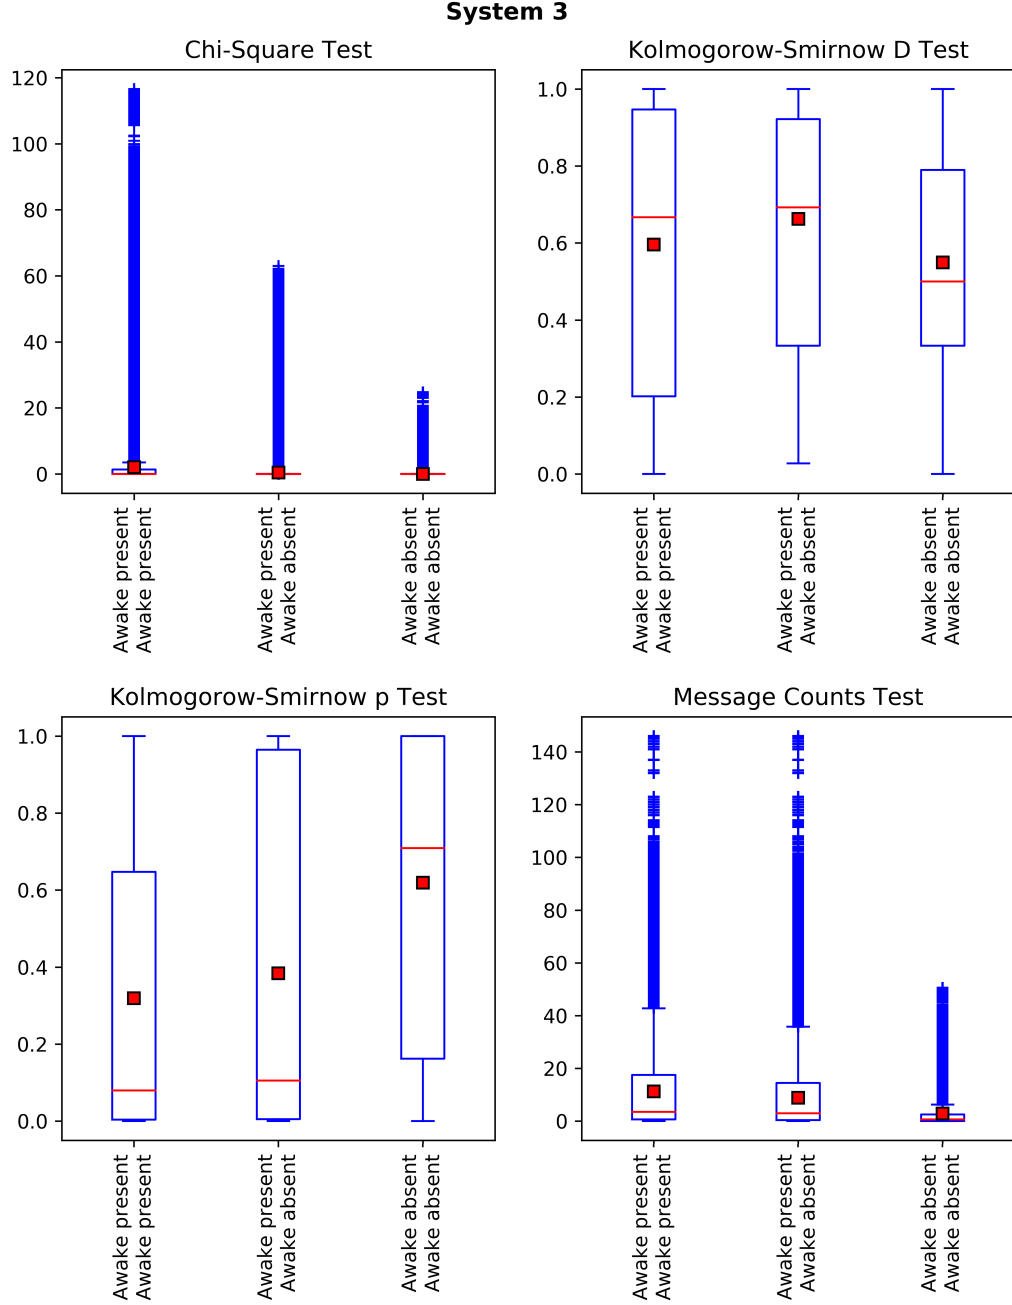 System 3
Chi-Square Test
120
100
80
60
40
20
0
Awake present
Awake present
Awake present
Awake absent
Awake absent
Awake absent
Kolmogorow-Smirnow D Test
1.0
0.8
0.6
0.4
0.2
0.0
Awake present
Awake present
Awake present
Awake absent
Awake absent
Awake absent
Kolmogorow-Smirnow p Test
1.0
0.8
0.6
0.4
0.2
0.0
Awake present
Awake present
Awake present
Awake absent
Awake absent
Awake absent
Message Counts Test
140
120
100
80
60
40
20
0
Awake present
Awake present
Awake present
Awake absent
Awake absent
Awake absent